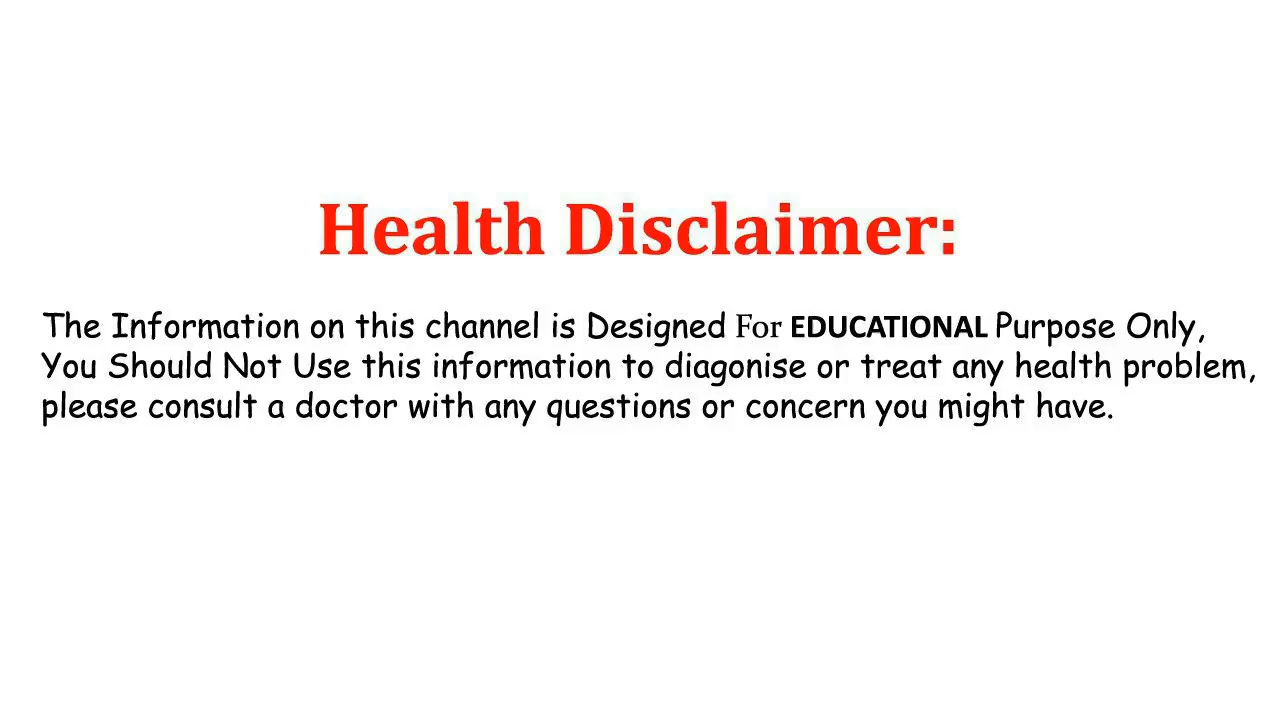 Health Disclaimer:
The Information on this channel is Designed For EDUCATIONAL Purpose Only,
You Should Not Use this information to diagonise or treat any health problem,
please consult a doctor with any questions or concern you might have.